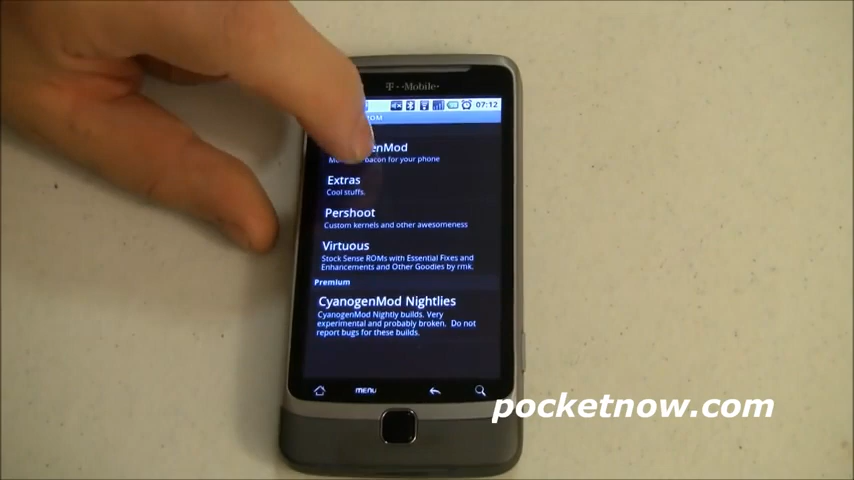 T··Mobile·
07:12
ROM
enMod
bacon for your phone
Extras
Cool stuffs.
Pershoot
Custom kernels and other awesomeness
Virtuous
Stock Sense ROMs with Essential Fixes and
Enhancements and Other Goodies by rmk.
Premium
CyanogenMod Nightlies
CyanogenMod Nightly builds. Very
experimental and probably broken. Do not
report bugs for these builds.
MENU
pocketnow.com